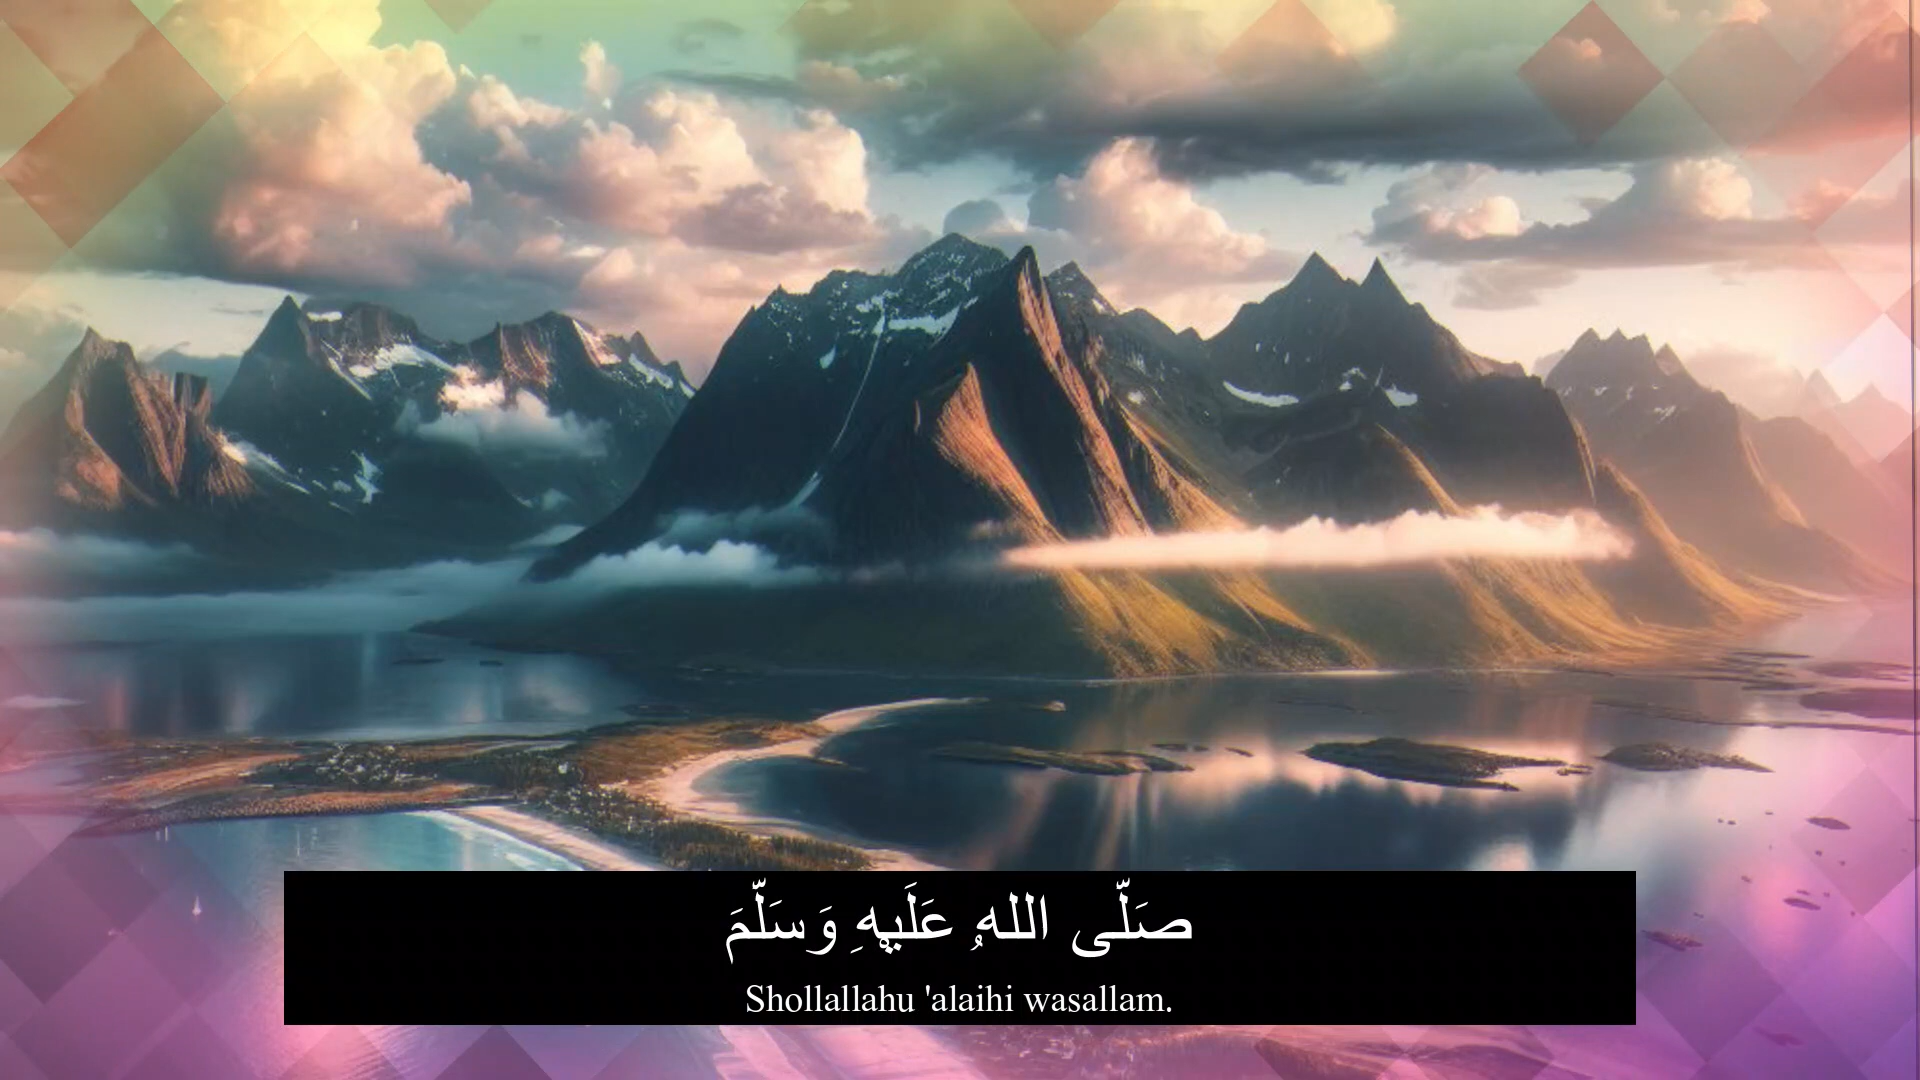 صَلَّى اللهُ عَلَيْهِ وَسَلَّمَ
Shollallahu 'alaihi wasallam.